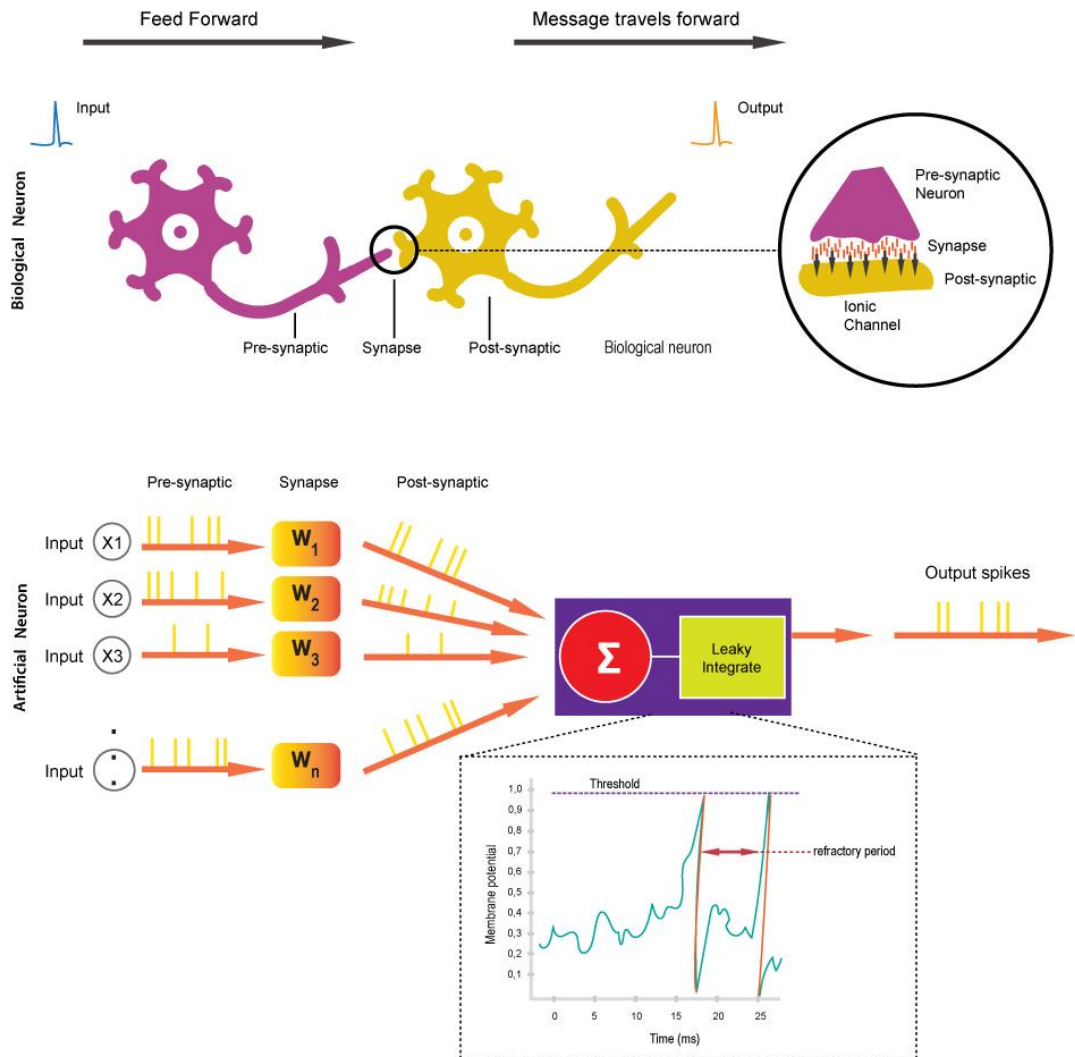 Feed Forward
Message travels forward
Input
Output
Biological Neuron
Pre-synaptic
Neuron
Synapse
Post-synaptic
Ionic
Channel
Pre-synaptic
Synapse
Post-synaptic
Biological neuron
Pre-synaptic
Synapse
Post-synaptic
Artificial Neuron
Input X1 W1
Input X2 W2
Input X3 W3
Input Wn
Σ
Leaky
Integrate
Output spikes
Threshold
refractory period
Membrane potential
1,0
0,9
0,8
0,7
0,6
0,5
0,4
0,3
0,2
0,1
0 5 10 15 20 25
Time (ms)